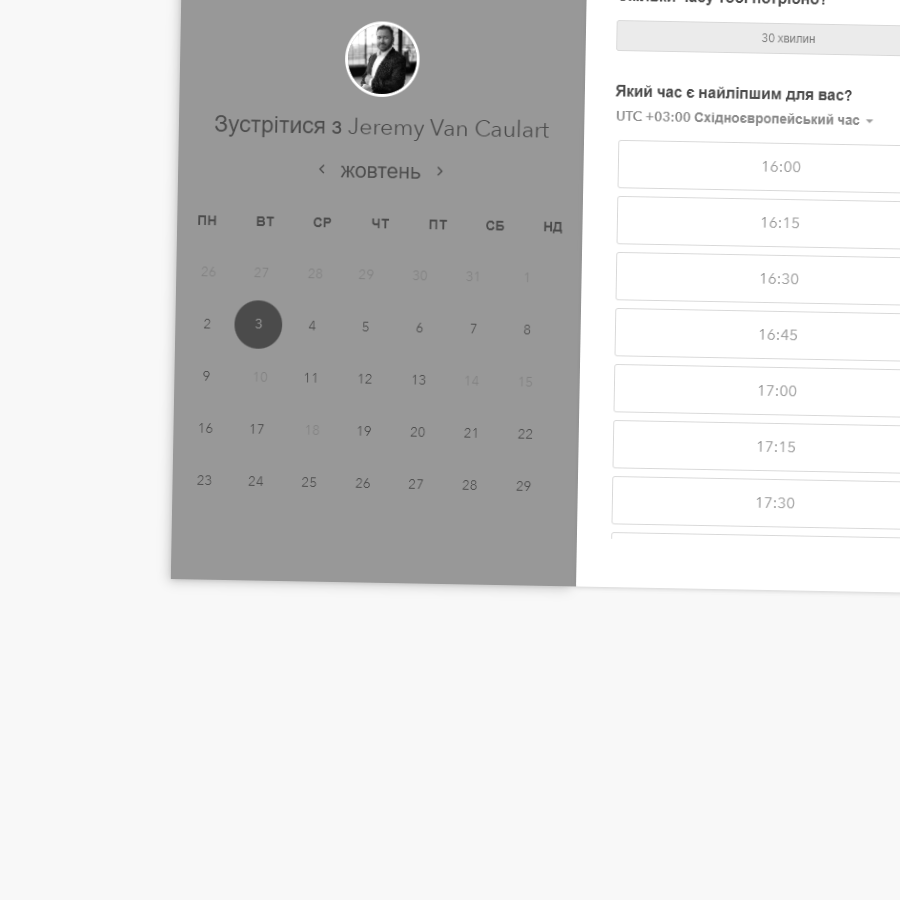 Зустрітися з Jeremy Van Caulart
жовтень
ПН ВТ СР ЧТ ПТ СБ НД
26 27 28 29 30 31 1
2 3 4 5 6 7 8
9 10 11 12 13 14 15
16 17 18 19 20 21 22
23 24 25 26 27 28 29
30 хвилин
Який час є найліпшим для вас?
UTC +03:00 Східноєвропейський час
16:00
16:15
16:30
16:45
17:00
17:15
17:30